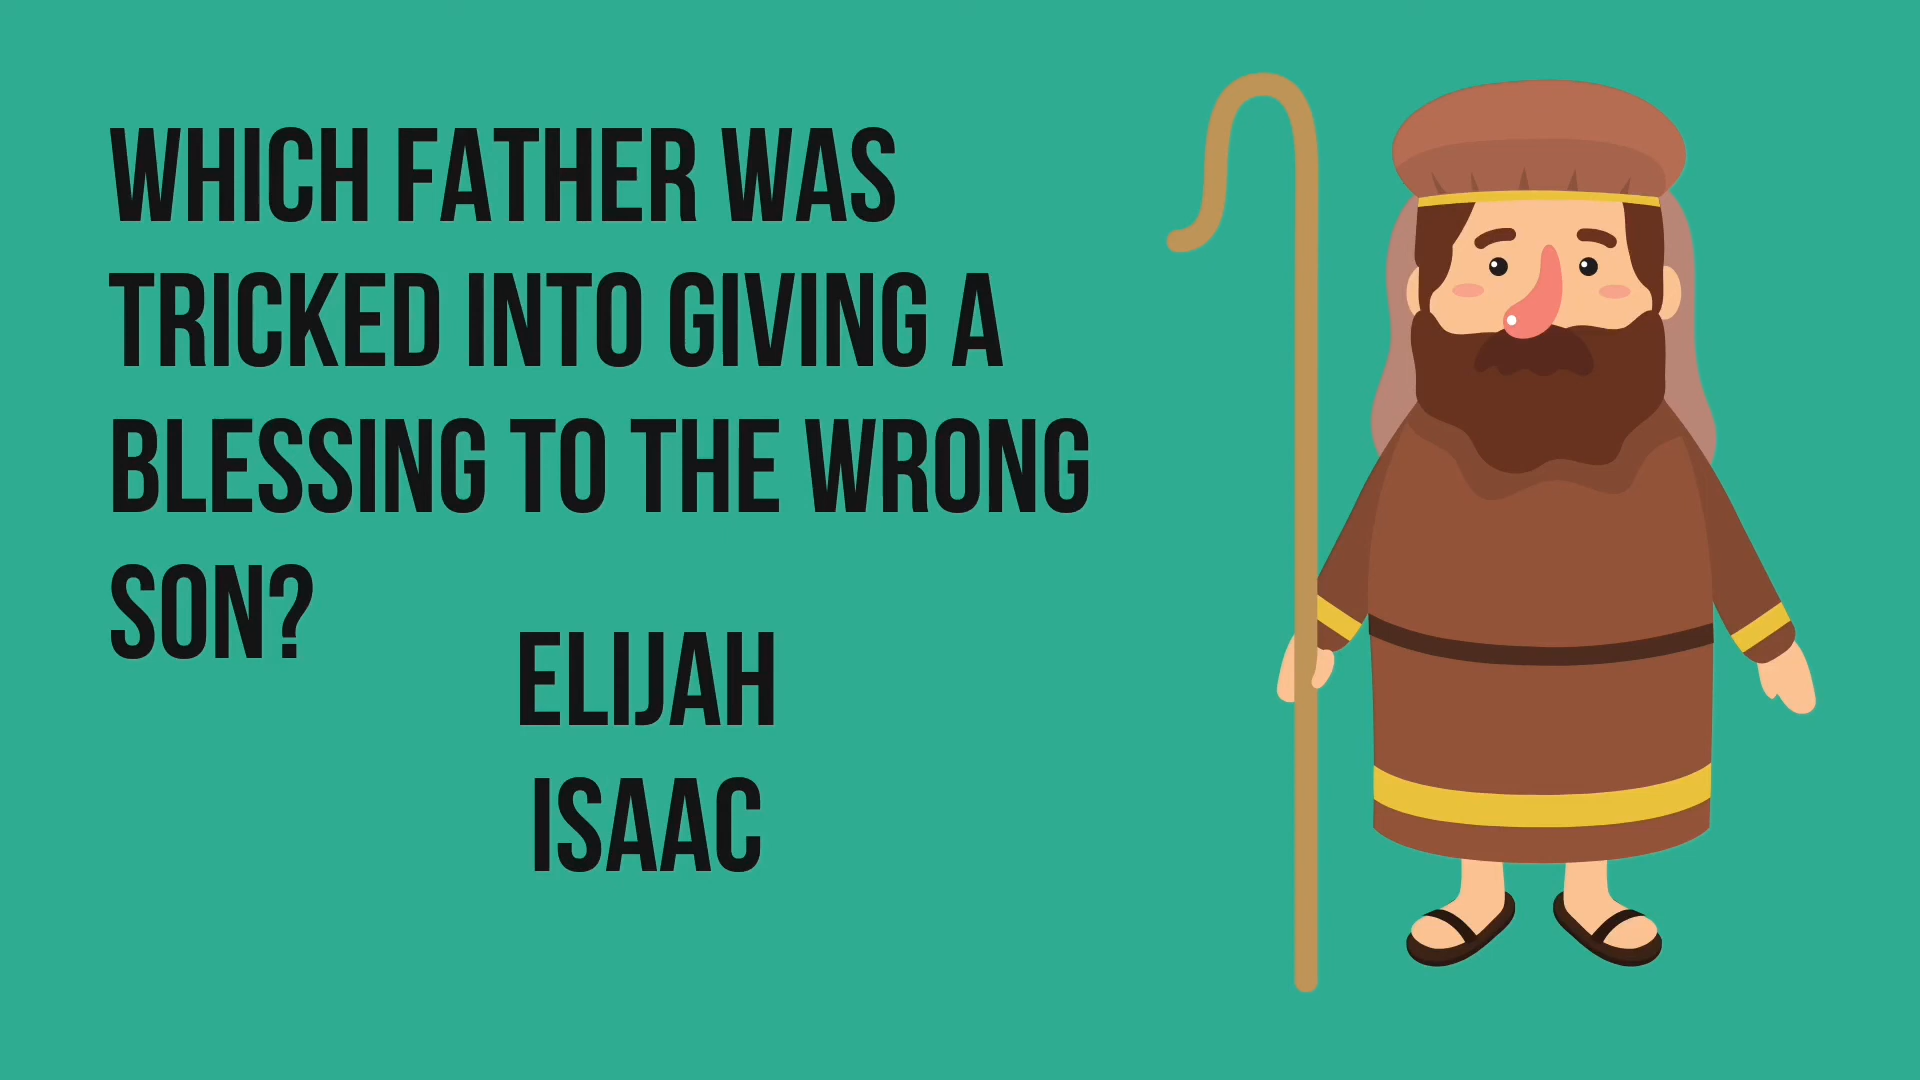 WHICH FATHER WAS
TRICKED INTO GIVING A
BLESSING TO THE WRONG
SON?
ELIJAH
ISAAC